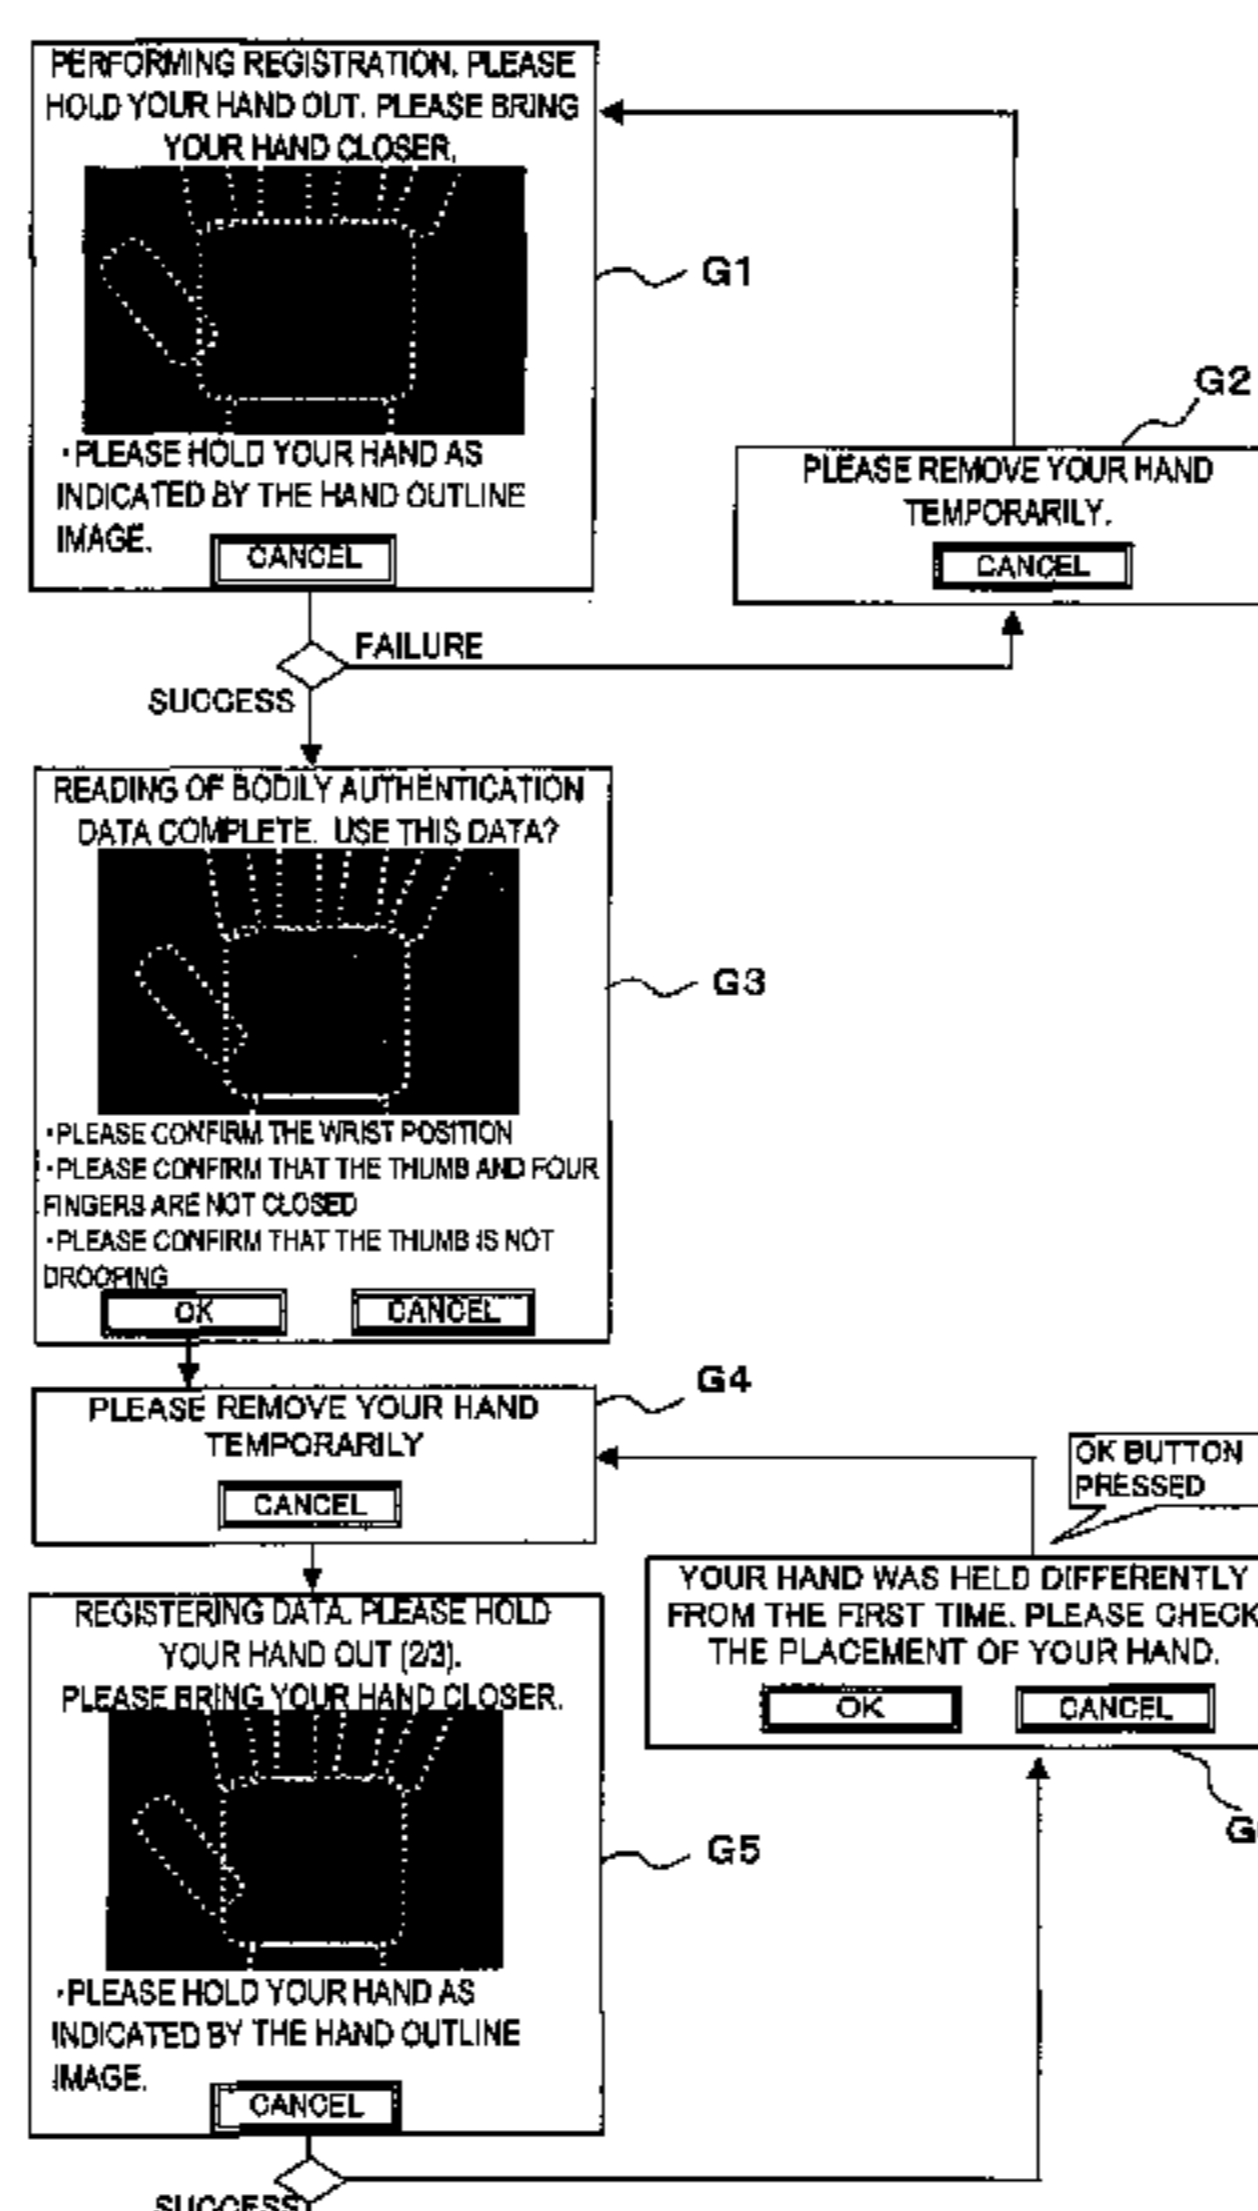 PERFORMING REGISTRATION. PLEASE
HOLD YOUR HAND OUT. PLEASE BRING
YOUR HAND CLOSER.
G1
・PLEASE HOLD YOUR HAND AS
INDICATED BY THE HAND OUTLINE
IMAGE.
CANCEL
G2
PLEASE REMOVE YOUR HAND
TEMPORARILY.
CANCEL
FAILURE
SUCCESS
READING OF BODILY AUTHENTICATION
DATA COMPLETE. USE THIS DATA?
G3
・PLEASE CONFIRM THE WRIST POSITION
・PLEASE CONFIRM THAT THE THUMB AND FOUR
FINGERS ARE NOT CLOSED
・PLEASE CONFIRM THAT THE THUMB IS NOT
DROOPING
OK
CANCEL
G4
PLEASE REMOVE YOUR HAND
TEMPORARILY
CANCEL
OK BUTTON
PRESSED
YOUR HAND WAS HELD DIFFERENTLY
FROM THE FIRST TIME. PLEASE CHECK
THE PLACEMENT OF YOUR HAND.
OK
CANCEL
REGISTERING DATA. PLEASE HOLD
YOUR HAND OUT (2/3).
PLEASE BRING YOUR HAND CLOSER.
G5
・PLEASE HOLD YOUR HAND AS
INDICATED BY THE HAND OUTLINE
IMAGE.
CANCEL
SUCCESS